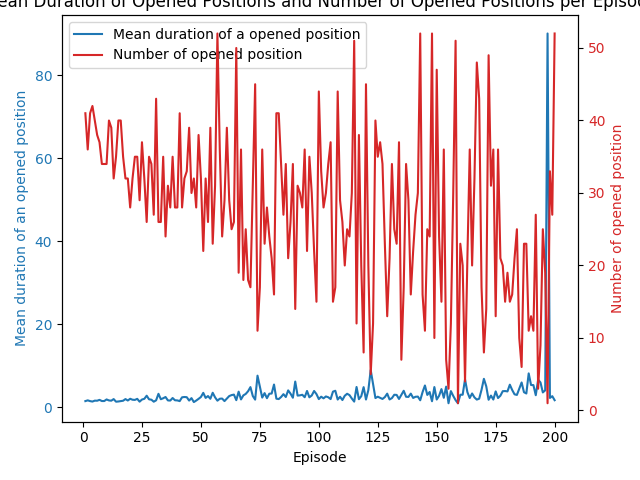 ean Duration of Opened Positions and Number of Opened Positions per Episod
Mean duration of a opened position
Number of opened position
Mean duration of an opened position
80
60
40
20
0
50
40
30
20
10
0
Number of opened position
0 25 50 75 100 125 150 175 200
Episode